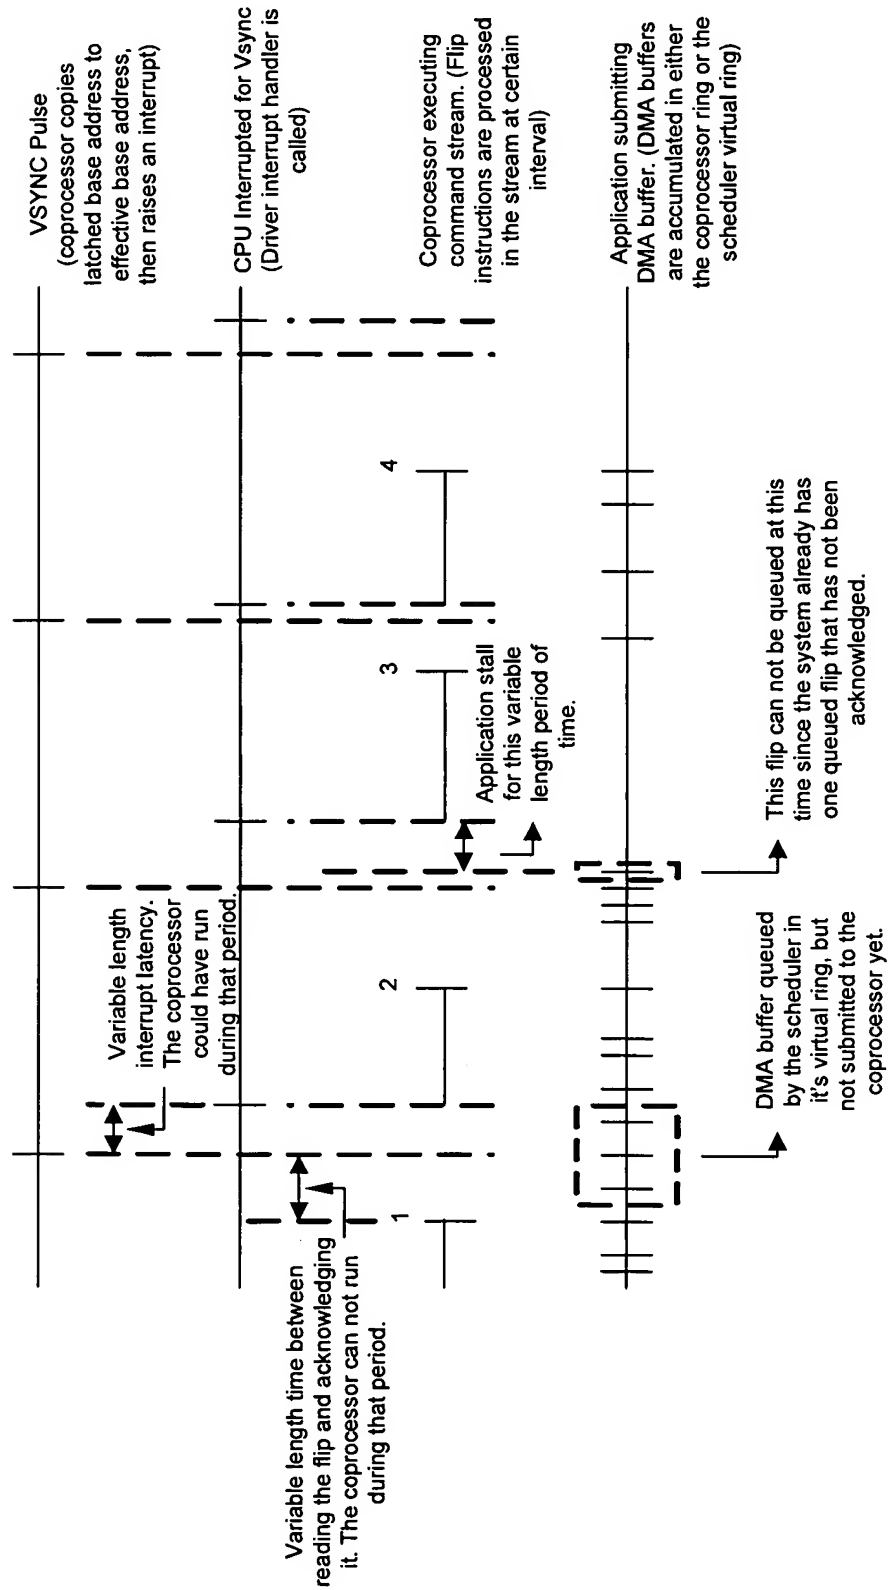 VSYNC Pulse
(coprocessor copies
latched base address to
effective base address,
then raises an interrupt)
CPU Interrupted for Vsync
(Driver interrupt handler is
called)
Coprocessor executing
command stream. (Flip
instructions are processed
in the stream at certain
interval)
Application submitting
DMA buffer. (DMA buffers
are accumulated in either
the coprocessor ring or the
scheduler virtual ring)
Variable length
interrupt latency.
The coprocessor
could have run
during that period.
Variable length time between
reading the flip and acknowledging
it. The coprocessor can not run
during that period.
1
2
3
4
Application stall
for this variable
length period of
time.
DMA buffer queued
by the scheduler in
it's virtual ring, but
not submitted to the
coprocessor yet.
This flip can not be queued at this
time since the system already has
one queued flip that has not been
acknowledged.